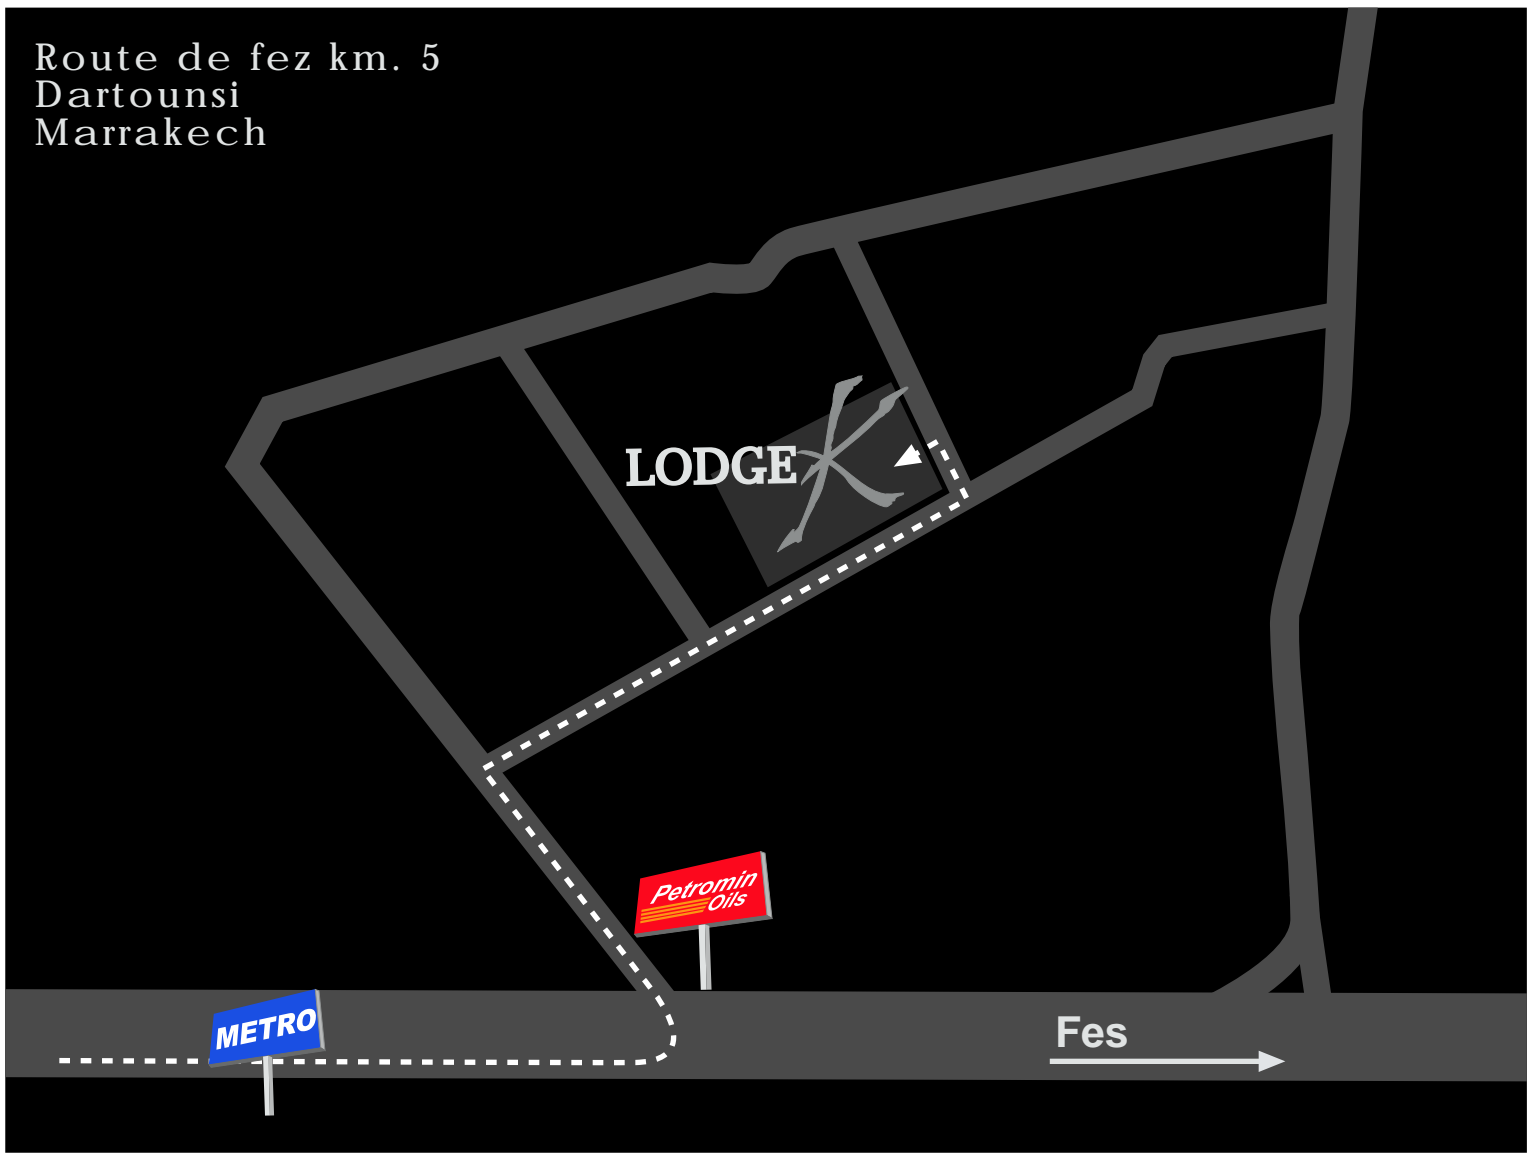 Route de fez km. 5
Dartounsi
Marrakech
LODGE
Petromin
Oils
METRO
Fes